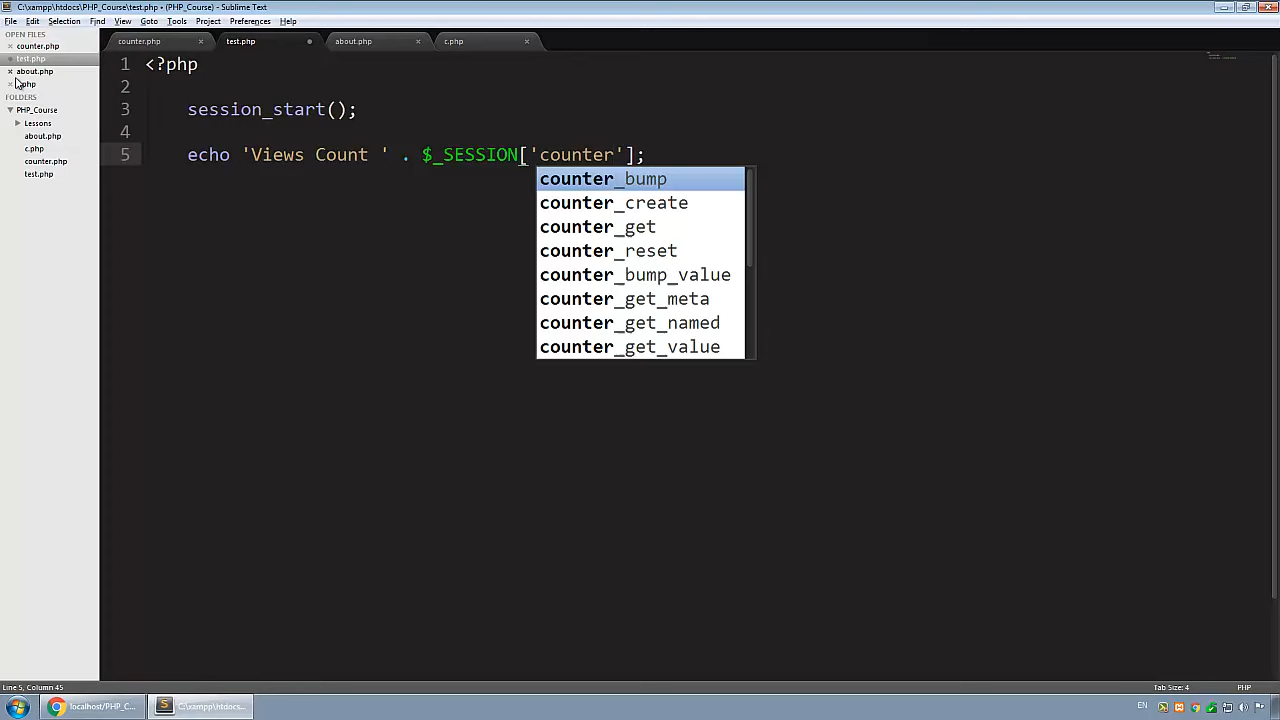 C:\xampp\htdocs\PHP_Course\test.php • (PHP_Course) - Sublime Text
File Edit Selection Find View Goto Tools Project Preferences Help
OPEN FILES
counter.php
test.php
about.php
.php
FOLDERS
PHP_Course
Lessons
about.php
c.php
counter.php
test.php
counter.php test.php about.php c.php
1 <?php
2
3 session_start();
4
5 echo 'Views Count ' . $_SESSION['counter'];
counter_bump
counter_create
counter_get
counter_reset
counter_bump_value
counter_get_meta
counter_get_named
counter_get_value
Line 5, Column 45 Tab Size: 4 PHP
localhost/PHP_C... C:\xampp\htdocs... EN